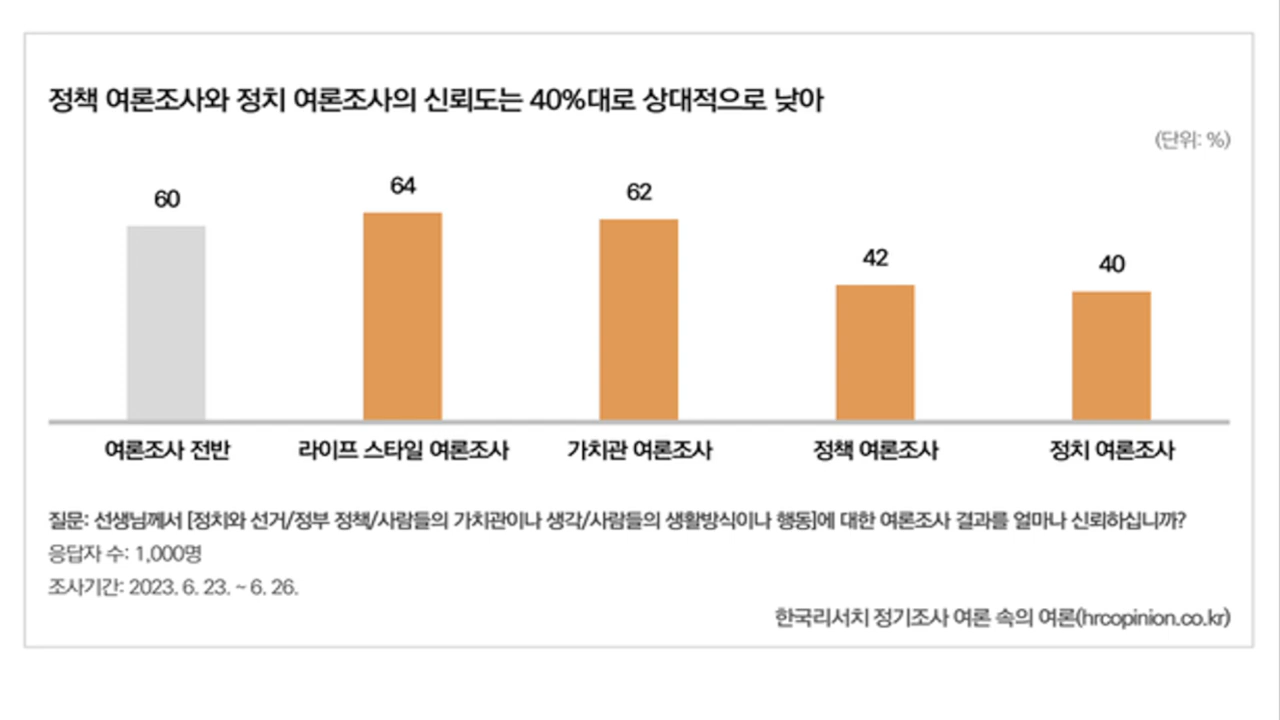 정책 여론조사와 정치 여론조사의 신뢰도는 40%대로 상대적으로 낮아
(단위: %)
60
64
62
42
40
여론조사 전반
라이프 스타일 여론조사
가치관 여론조사
정책 여론조사
정치 여론조사
질문: 선생님께서 [정치와 선거/정부 정책/사람들의 가치관이나 생각/사람들의 생활방식이나 행동]에 대한 여론조사 결과를 얼마나 신뢰하십니까?
응답자 수: 1,000명
조사기간: 2023. 6. 23. ~ 6. 26.
한국리서치 정기조사 여론 속의 여론(hrcopinion.co.kr)